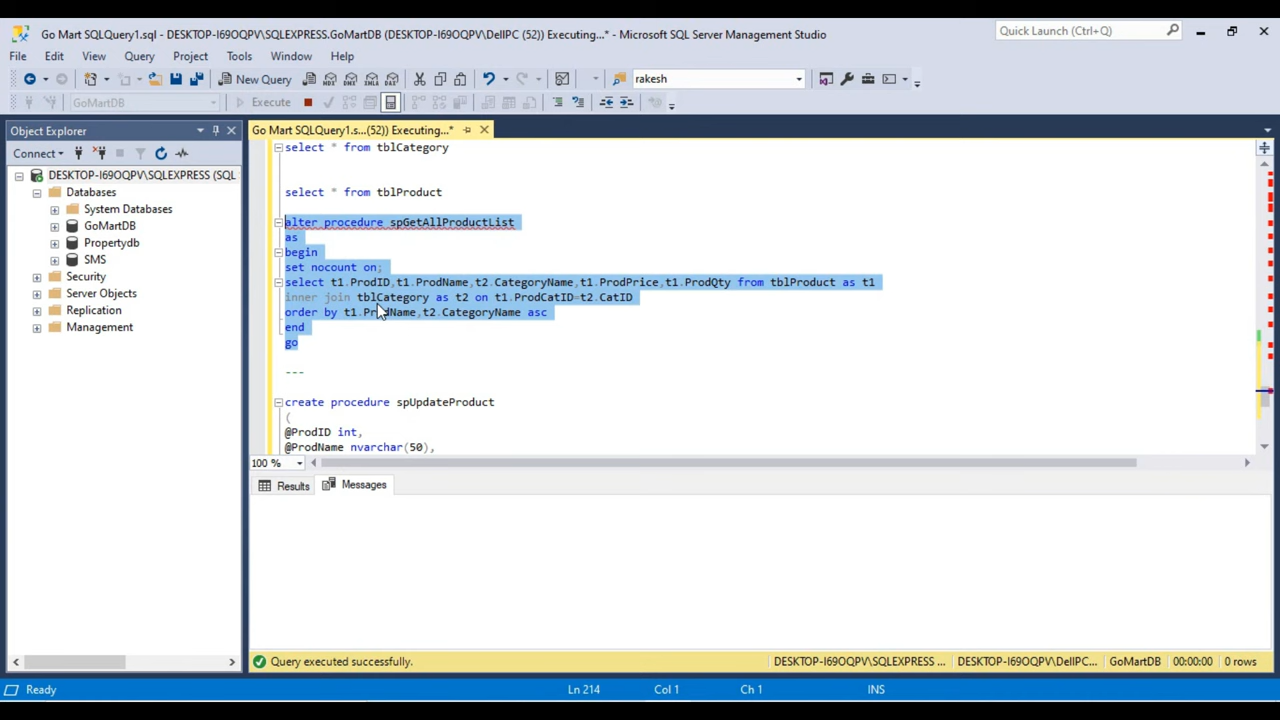 Go Mart SQLQuery1.sql - DESKTOP-I69OQPV\SQLEXPRESS.GoMartDB (DESKTOP-I69OQPV\DellPC (52)) Executing...* - Microsoft SQL Server Management Studio
Quick Launch (Ctrl+Q)
File Edit View Query Project Tools Window Help
New Query
MDX DMX XMLA DAX
rakesh
GoMartDB
Execute
Object Explorer
Go Mart SQLQuery1.s...(52)) Executing...*
Connect
DESKTOP-I69OQPV\SQLEXPRESS (SQL
Databases
System Databases
GoMartDB
Propertydb
SMS
Security
Server Objects
Replication
Management
select * from tblCategory
select * from tblProduct
alter procedure spGetAllProductList
as
begin
set nocount on;
select t1.ProdID,t1.ProdName,t2.CategoryName,t1.ProdPrice,t1.ProdQty from tblProduct as t1
inner join tblCategory as t2 on t1.ProdCatID=t2.CatID
order by t1.ProdName,t2.CategoryName asc
end
go
---
create procedure spUpdateProduct
(
@ProdID int,
@ProdName nvarchar(50),
100 %
Results Messages
Query executed successfully.
DESKTOP-I69OQPV\SQLEXPRESS ... DESKTOP-I69OQPV\DellPC... GoMartDB 00:00:00 0 rows
Ready Ln 214 Col 1 Ch 1 INS